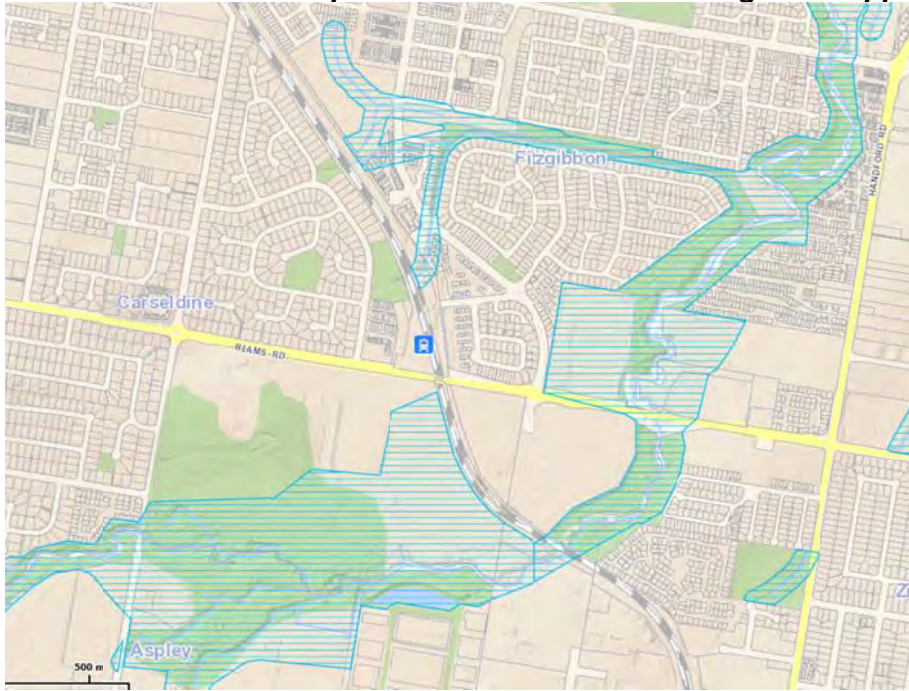 Fitzgibbon
HANDFORD RD
Carseldine
BEAMS RD
Aspley
500 m